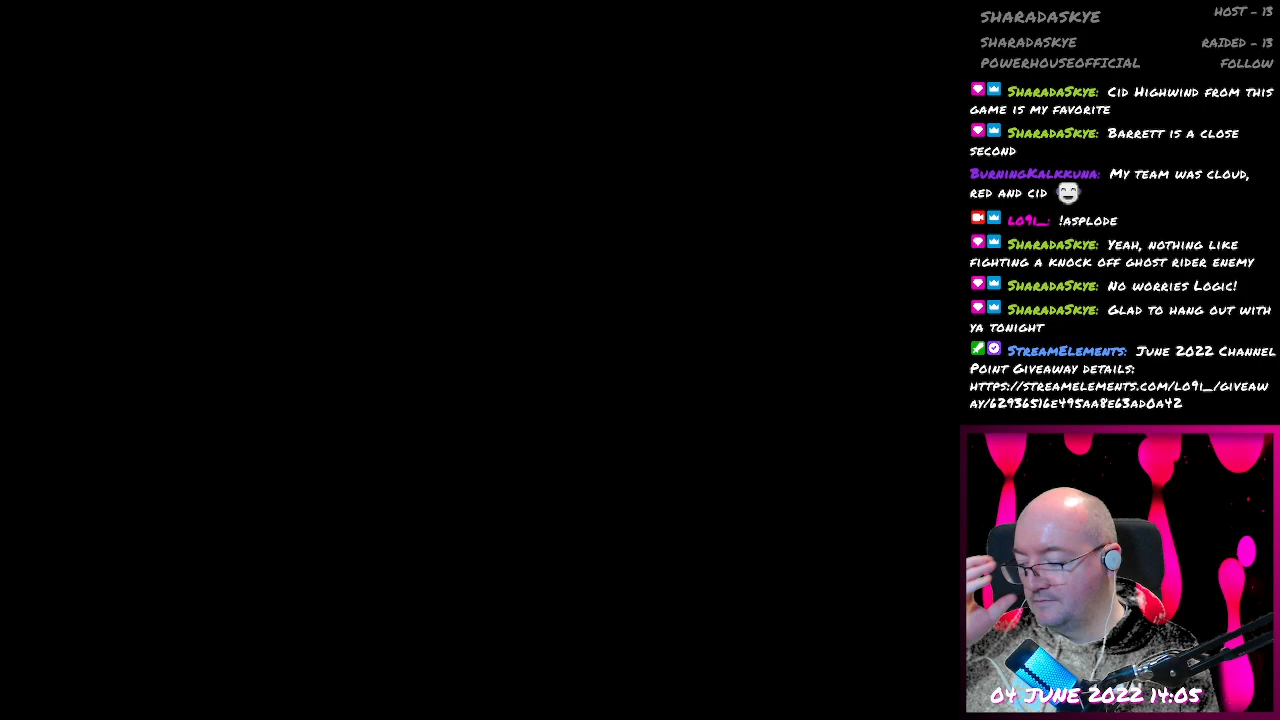 SHARADASKYE HOST - 13
SHARADASKYE RAIDED - 13
POWERHOUSEOFFICIAL FOLLOW
SHARADASKYE: CID HIGHWIND FROM THIS
GAME IS MY FAVORITE
SHARADASKYE: BARRETT IS A CLOSE
SECOND
BURNINGKALKKUNA: MY TEAM WAS CLOUD,
RED AND CID
LO9I_: !ASPLODE
SHARADASKYE: YEAH, NOTHING LIKE
FIGHTING A KNOCK OFF GHOST RIDER ENEMY
SHARADASKYE: NO WORRIES LOGIC!
SHARADASKYE: GLAD TO HANG OUT WITH
YA TONIGHT
STREAMELEMENTS: JUNE 2022 CHANNEL
POINT GIVEAWAY DETAILS:
HTTPS://STREAMELEMENTS.COM/LO9I_/GIVEAW
AY/62936516E495AA8E63AD0A42
04 JUNE 2022 14:05